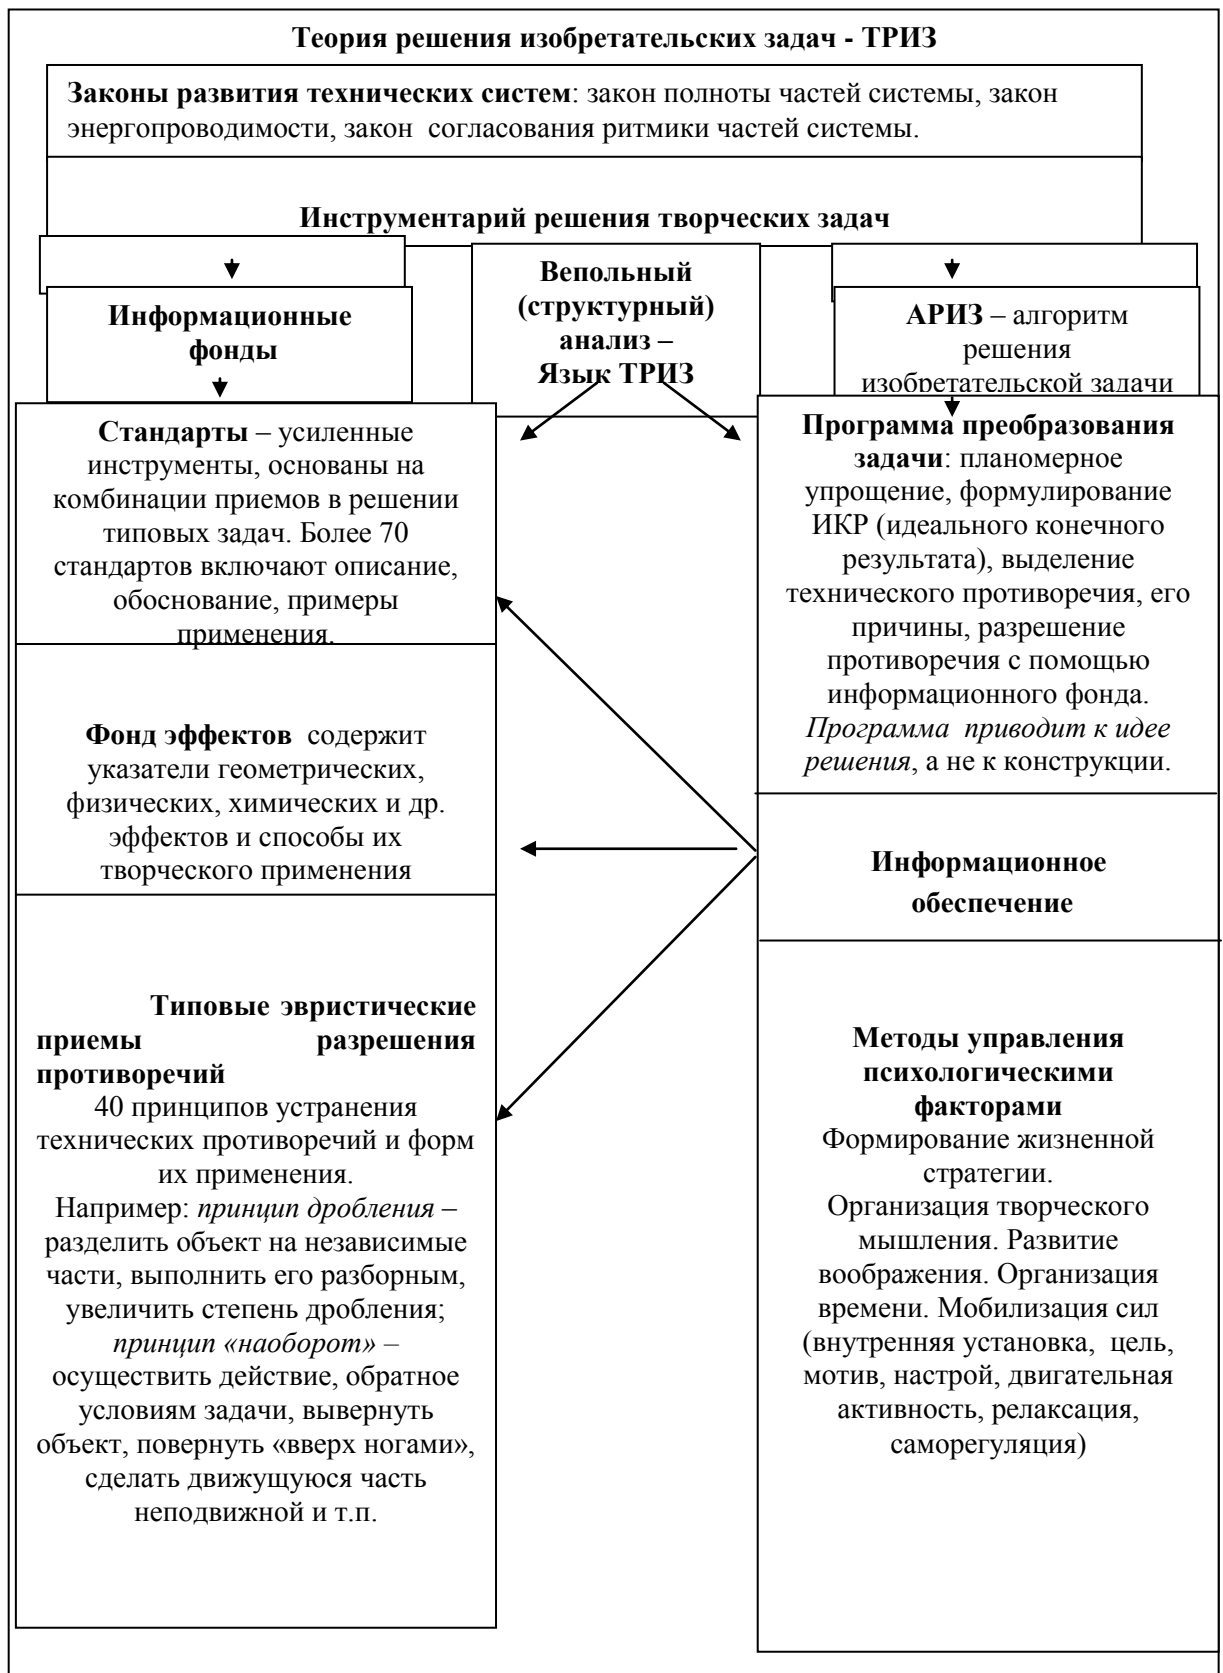 Теория решения изобретательских задач - ТРИЗ
Законы развития технических систем: закон полноты частей системы, закон
энергопроводимости, закон согласования ритмики частей системы.
Инструментарий решения творческих задач
Информационные
фонды
Вепольный
(структурный)
анализ –
Язык ТРИЗ
АРИЗ – алгоритм
решения
изобретательской задачи
Стандарты – усиленные
инструменты, основаны на
комбинации приемов в решении
типовых задач. Более 70
стандартов включают описание,
обоснование, примеры
применения.
Фонд эффектов содержит
указатели геометрических,
физических, химических и др.
эффектов и способы их
творческого применения
Типовые эвристические
приемы разрешения
противоречий
40 принципов устранения
технических противоречий и форм
их применения.
Например: принцип дробления –
разделить объект на независимые
части, выполнить его разборным,
увеличить степень дробления;
принцип «наоборот» –
осуществить действие, обратное
условиям задачи, вывернуть
объект, повернуть «вверх ногами»,
сделать движущуюся часть
неподвижной и т.п.
Программа преобразования
задачи: планомерное
упрощение, формулирование
ИКР (идеального конечного
результата), выделение
технического противоречия, его
причины, разрешение
противоречия с помощью
информационного фонда.
Программа приводит к идее
решения, а не к конструкции.
Информационное
обеспечение
Методы управления
психологическими
факторами
Формирование жизненной
стратегии.
Организация творческого
мышления. Развитие
воображения. Организация
времени. Мобилизация сил
(внутренняя установка, цель,
мотив, настрой, двигательная
активность, релаксация,
саморегуляция)